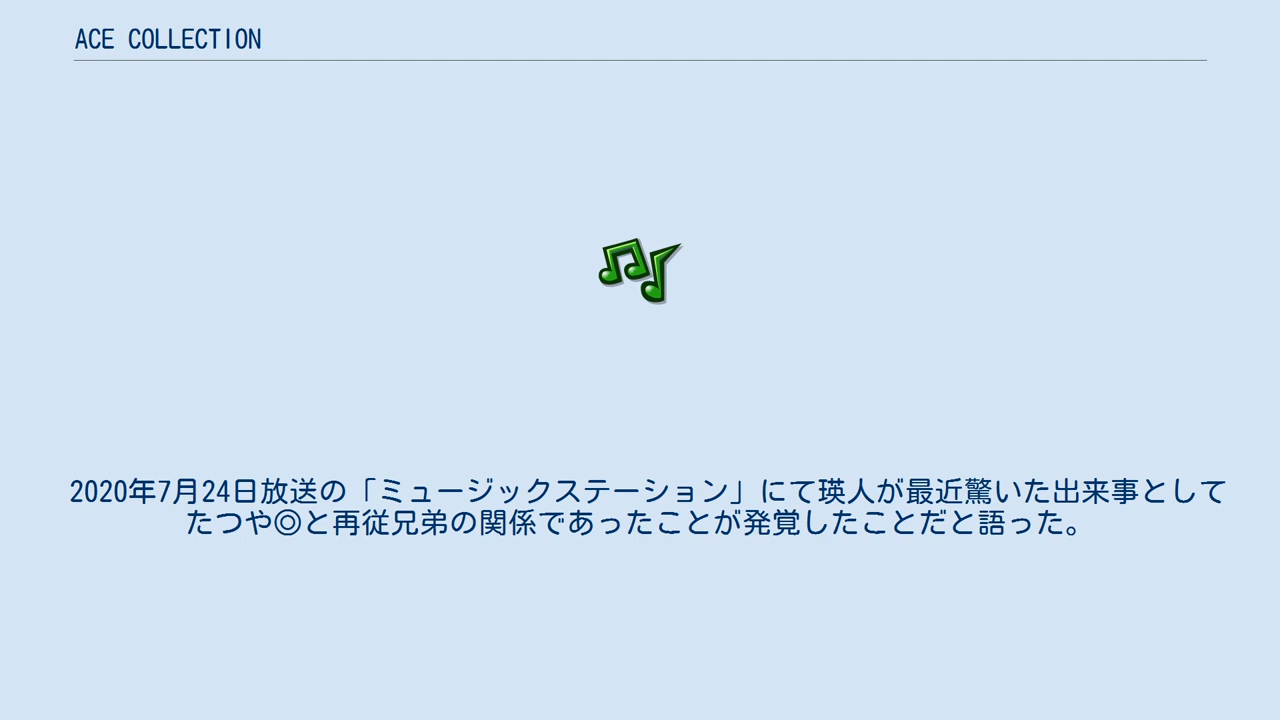 ACE COLLECTION
2020年7月24日放送の「ミュージックステーション」にて瑛人が最近驚いた出来事として
たつや◎と再従兄弟の関係であったことが発覚したことだと語った。